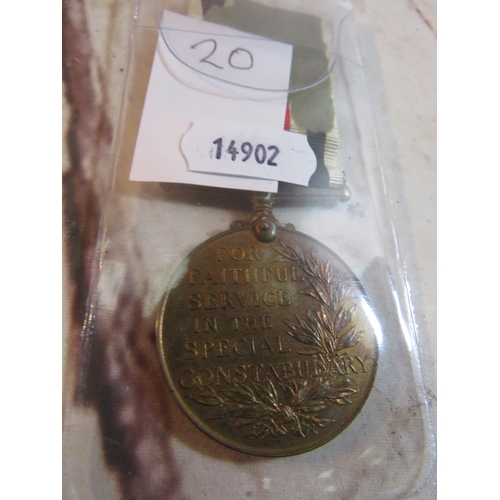 20
14902
FOR
FAITHFUL
SERVICE
IN THE
SPECIAL
CONSTABULARY